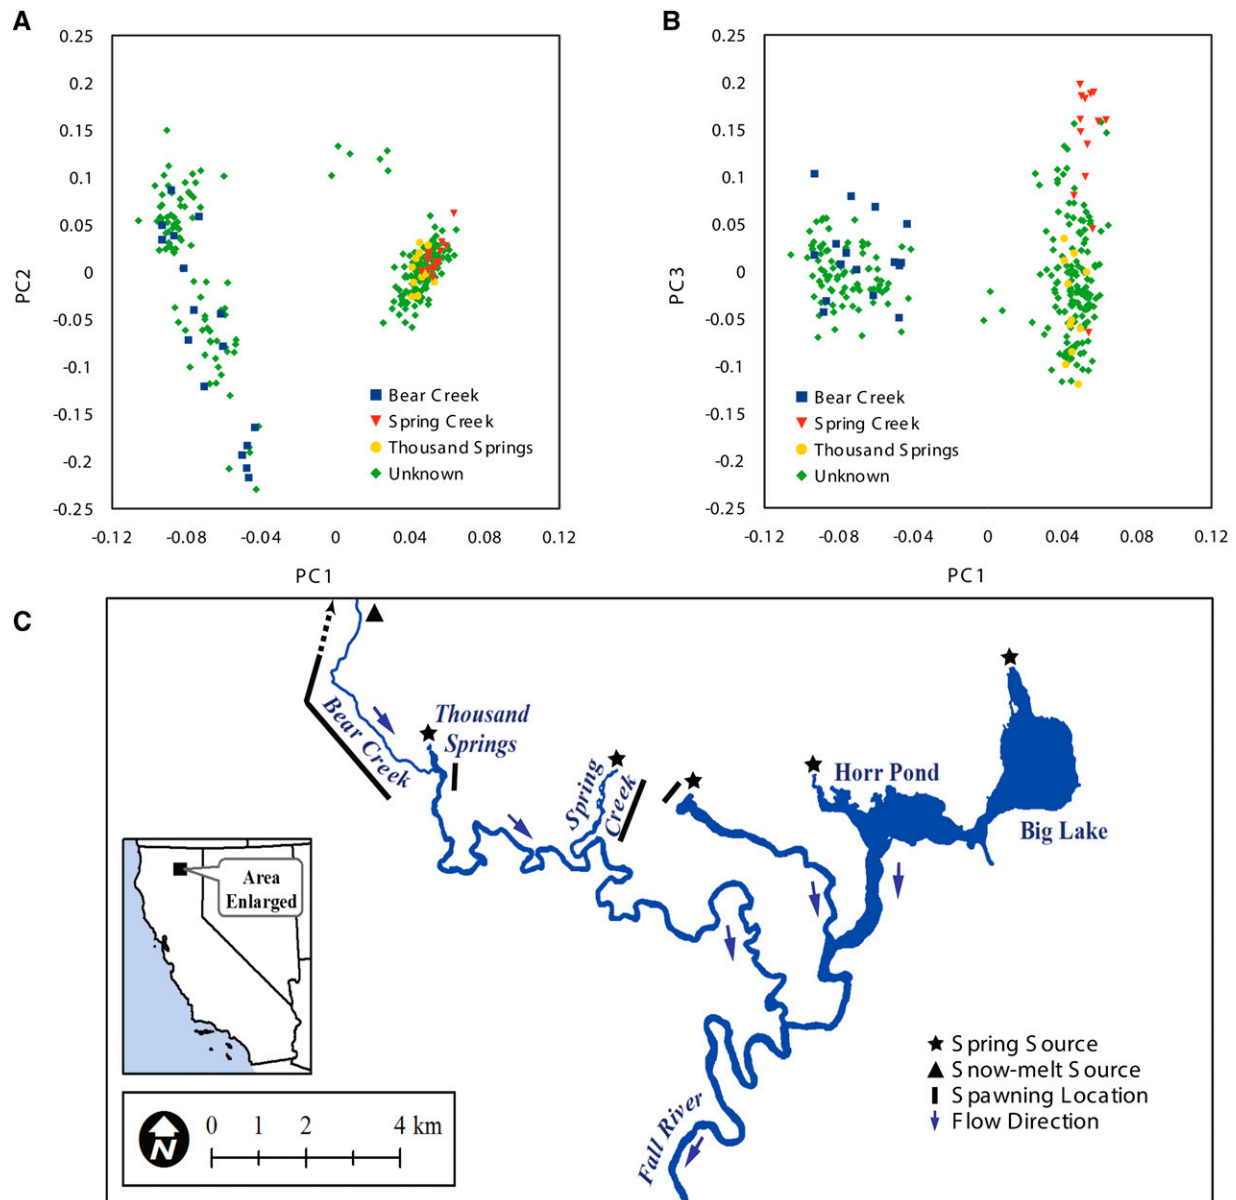 A
0.25
0.2
0.15
0.1
0.05
0
-0.05
-0.1
-0.15
-0.2
-0.25
PC2
-0.12
-0.08
-0.04
0
0.04
0.08
0.12
PC1
Bear Creek
Spring Creek
Thousand Springs
Unknown
B
0.25
0.2
0.15
0.1
0.05
0
-0.05
-0.1
-0.15
-0.2
-0.25
PC3
-0.12
-0.08
-0.04
0
0.04
0.08
0.12
PC1
Bear Creek
Spring Creek
Thousand Springs
Unknown
C
Bear Creek
Thousand
Springs
Spring
Creek
Horr Pond
Big Lake
Area
Enlarged
Fall River
N
0 1 2 4 km
Spring Source
Snow-melt Source
Spawning Location
Flow Direction